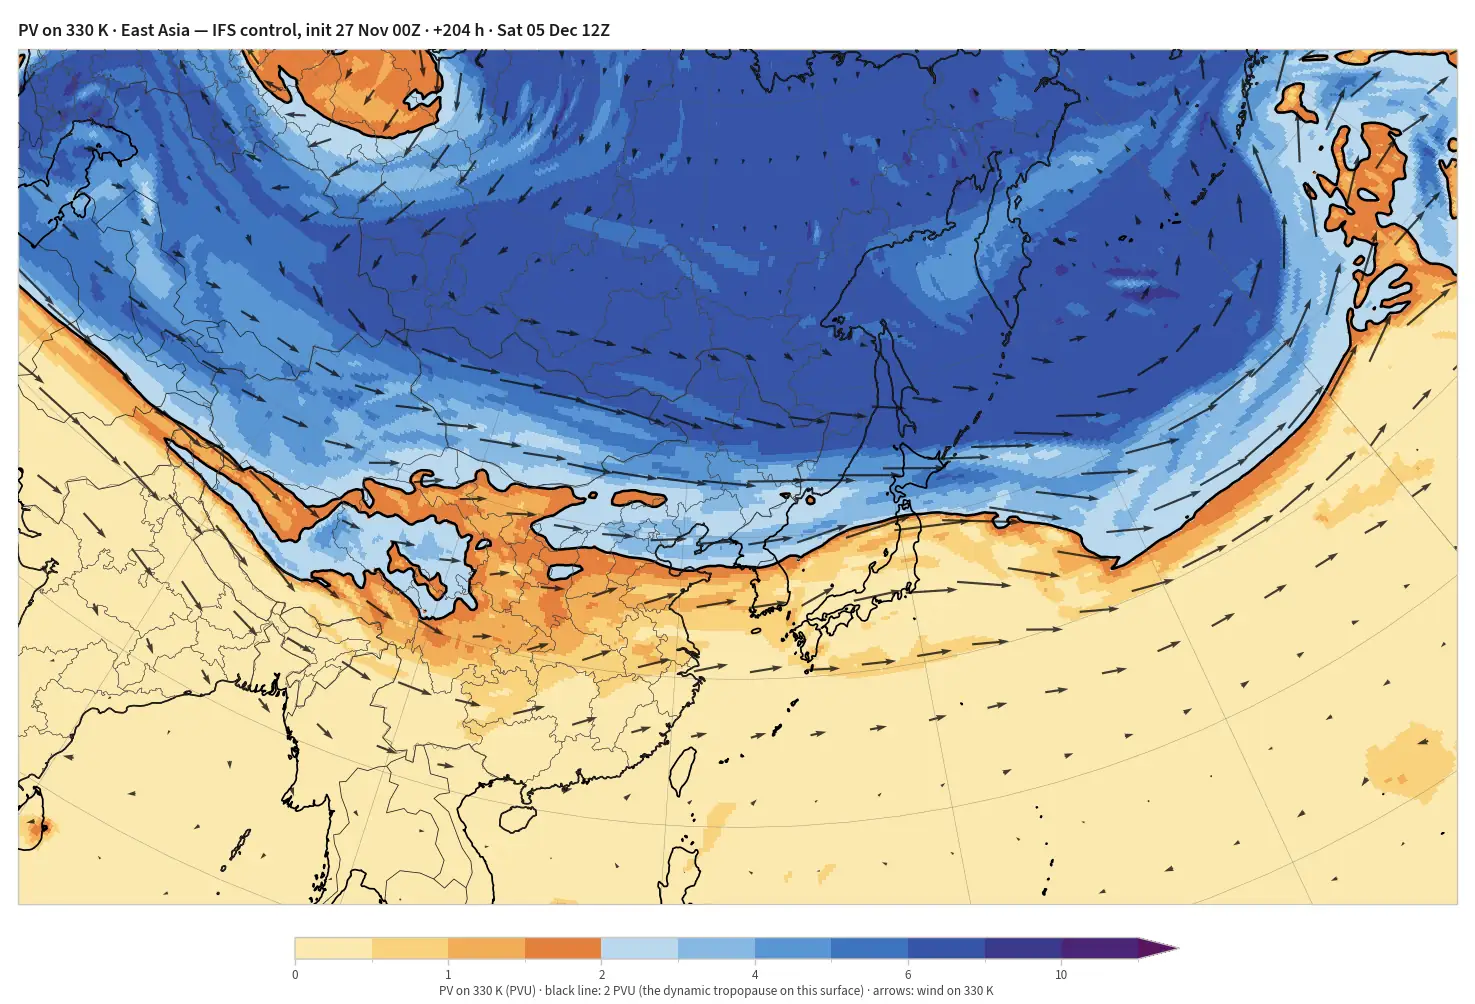 PV on 330 K · East Asia — IFS control, init 27 Nov 00Z · +204 h · Sat 05 Dec 12Z
0 1 2 4 6 10
PV on 330 K (PVU) · black line: 2 PVU (the dynamic tropopause on this surface) · arrows: wind on 330 K